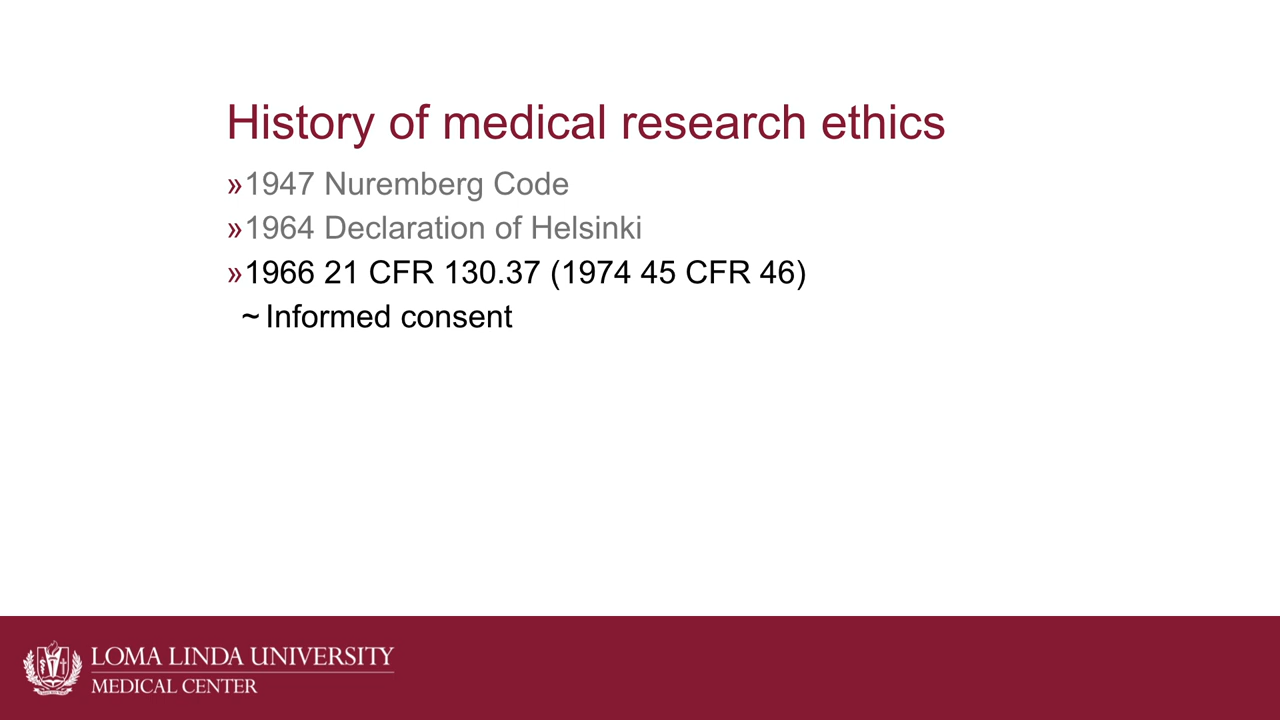 History of medical research ethics
»1947 Nuremberg Code
»1964 Declaration of Helsinki
»1966 21 CFR 130.37 (1974 45 CFR 46)
~ Informed consent
LOMA LINDA UNIVERSITY
MEDICAL CENTER